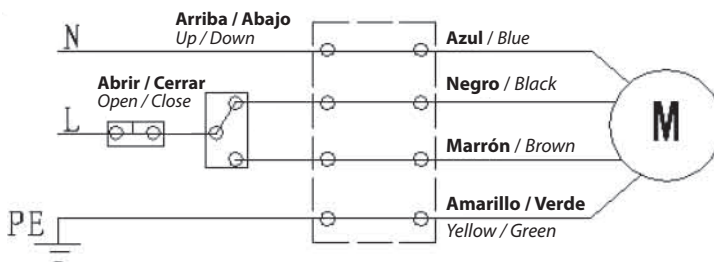 Arriba / Abajo
Up / Down
N
Azul / Blue
Abrir / Cerrar
Open / Close
Negro / Black
L
M
Marrón / Brown
Amarillo / Verde
Yellow / Green
PE